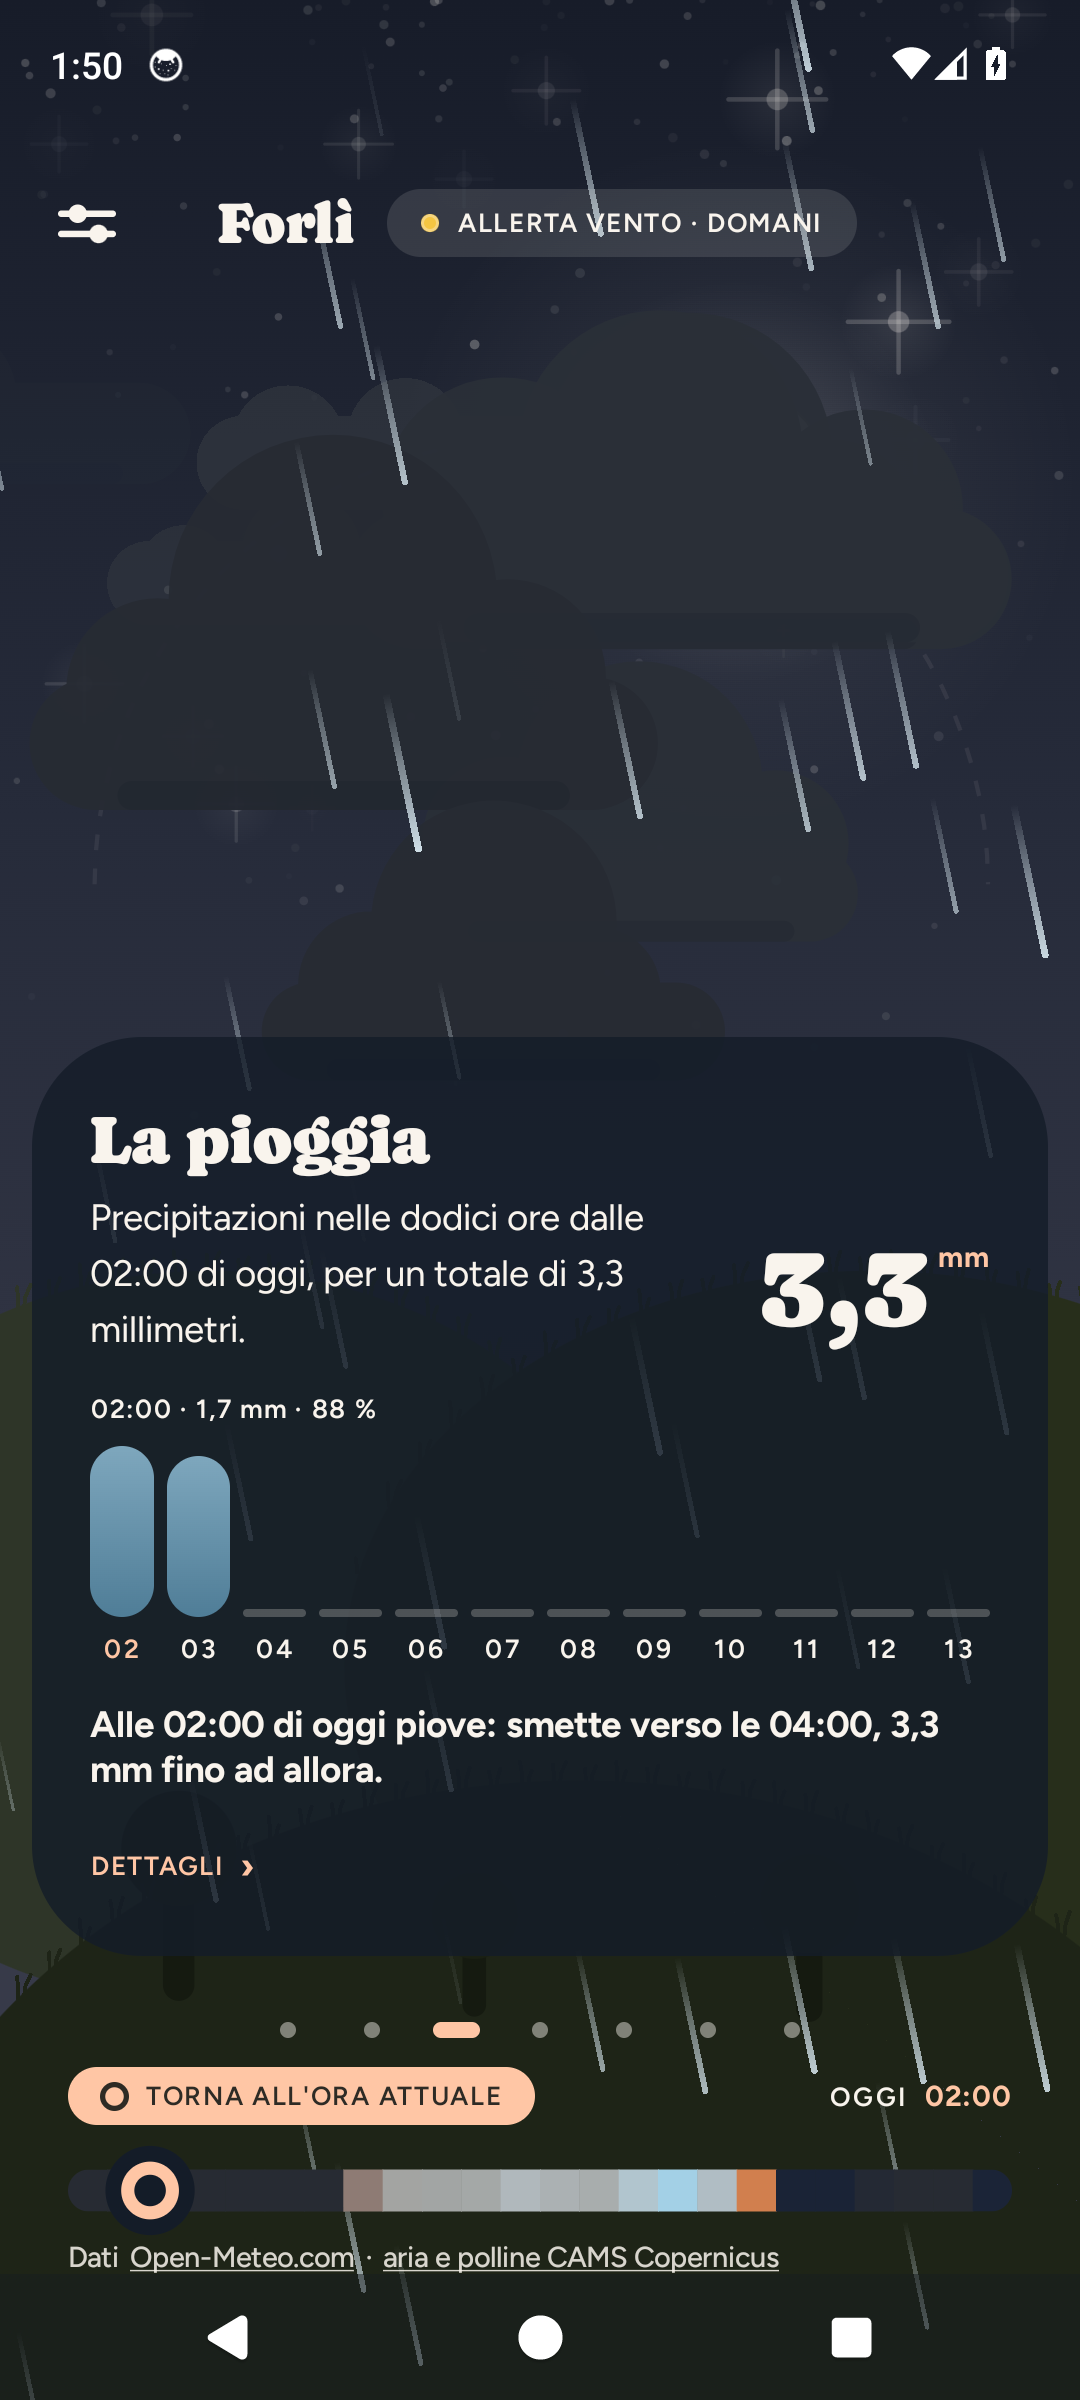 1:50
Forlì
ALLERTA VENTO · DOMANI
La pioggia
Precipitazioni nelle dodici ore dalle
02:00 di oggi, per un totale di 3,3
millimetri.
3,3 mm
02:00 · 1,7 mm · 88 %
02 03 04 05 06 07 08 09 10 11 12 13
Alle 02:00 di oggi piove: smette verso le 04:00, 3,3
mm fino ad allora.
DETTAGLI ›
TORNA ALL'ORA ATTUALE
OGGI 02:00
Dati Open-Meteo.com · aria e polline CAMS Copernicus